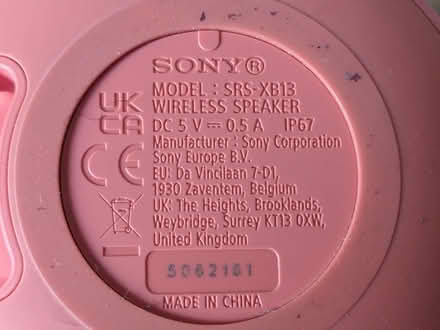 SONY®
MODEL : SRS-XB13
WIRELESS SPEAKER
DC 5 V ⎓ 0.5 A IP67
Manufacturer : Sony Corporation
Sony Europe B.V.
EU: Da Vincilaan 7-D1,
1930 Zaventem, Belgium
UK: The Heights, Brooklands,
Weybridge, Surrey KT13 0XW,
United Kingdom
UK
CA
CE
5062161
MADE IN CHINA